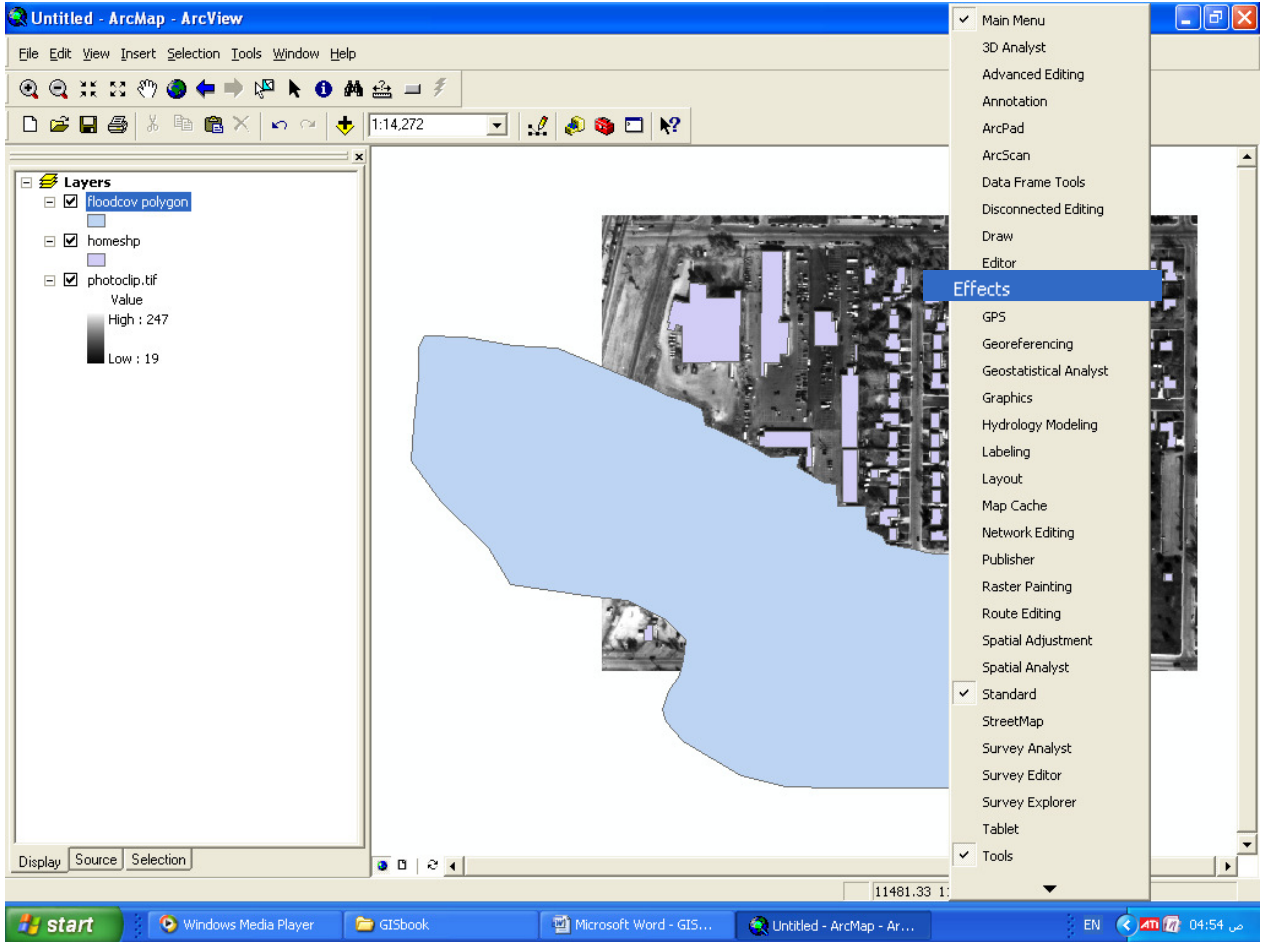 Untitled - ArcMap - ArcView
File Edit View Insert Selection Tools Window Help
1:14,272
Layers
floodcov polygon
homeshp
photoclip.tif
Value
High : 247
Low : 19
Display Source Selection
Main Menu
3D Analyst
Advanced Editing
Annotation
ArcPad
ArcScan
Data Frame Tools
Disconnected Editing
Draw
Editor
Effects
GPS
Georeferencing
Geostatistical Analyst
Graphics
Hydrology Modeling
Labeling
Layout
Map Cache
Network Editing
Publisher
Raster Painting
Route Editing
Spatial Adjustment
Spatial Analyst
Standard
StreetMap
Survey Analyst
Survey Editor
Survey Explorer
Tablet
Tools
11481.33
start Windows Media Player GISbook Microsoft Word - GIS... Untitled - ArcMap - Ar... EN ATI 04:54 ص